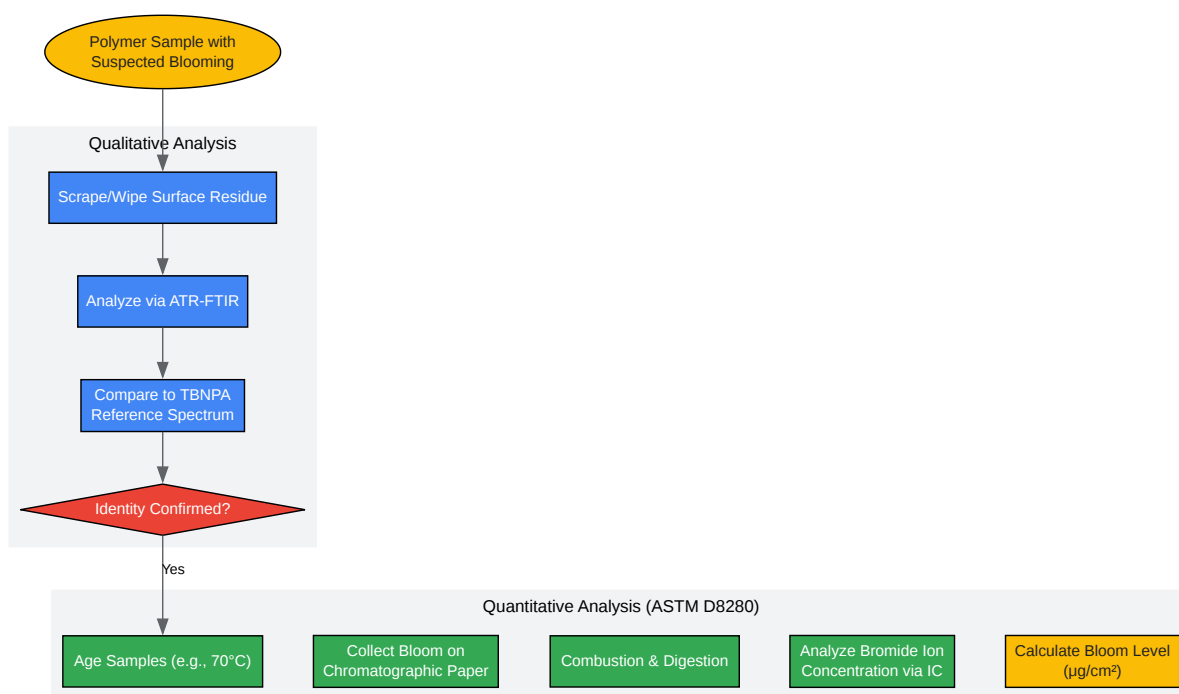 Polymer Sample with
Suspected Blooming
Qualitative Analysis
Scrape/Wipe Surface Residue
Analyze via ATR-FTIR
Compare to TBNPA
Reference Spectrum
Identity Confirmed?
Yes
Quantitative Analysis (ASTM D8280)
Age Samples (e.g., 70°C)
Collect Bloom on
Chromatographic Paper
Combustion & Digestion
Analyze Bromide Ion
Concentration via IC
Calculate Bloom Level
(μg/cm²)